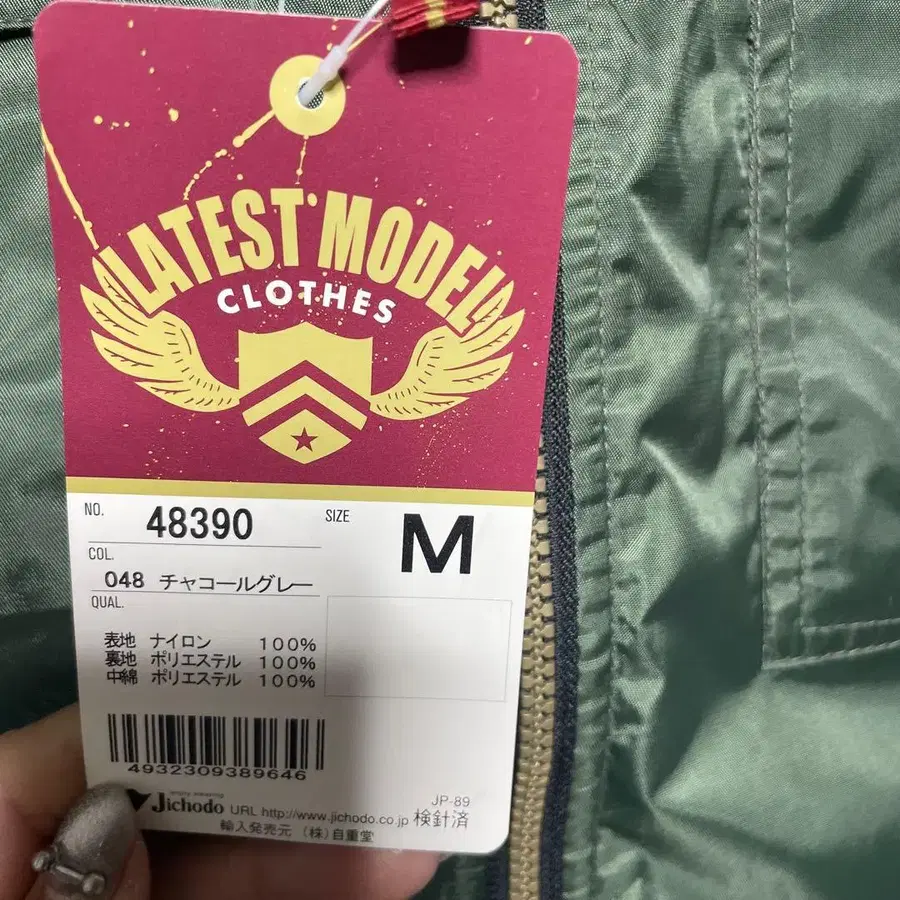 LATEST MODEL
CLOTHES
NO. 48390
SIZE M
COL.
048 チャコールグレー
QUAL.
表地 ナイロン 100%
裏地 ポリエステル 100%
中綿 ポリエステル 100%
4932309389646
enjoy wearing
Jichodo URL http://www.jichodo.co.jp
JP-89
検針済
輸入発売元 (株)自重堂